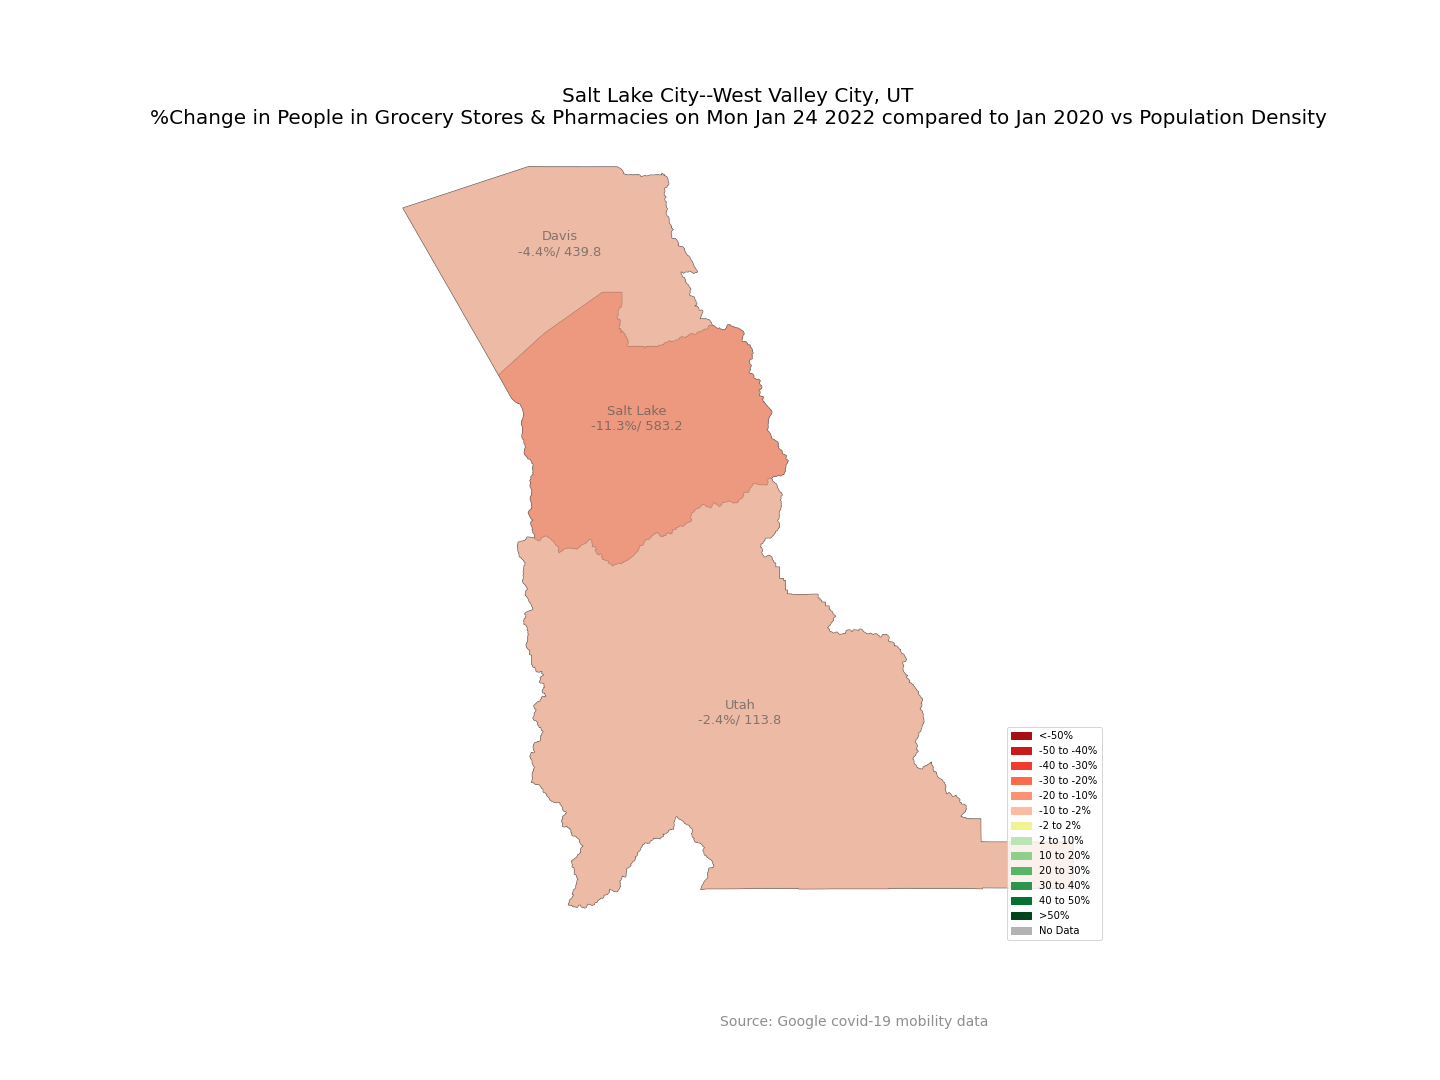 Salt Lake City--West Valley City, UT
%Change in People in Grocery Stores & Pharmacies on Mon Jan 24 2022 compared to Jan 2020 vs Population Density
Davis
-4.4%/ 439.8
Salt Lake
-11.3%/ 583.2
Utah
-2.4%/ 113.8
<-50%
-50 to -40%
-40 to -30%
-30 to -20%
-20 to -10%
-10 to -2%
-2 to 2%
2 to 10%
10 to 20%
20 to 30%
30 to 40%
40 to 50%
>50%
No Data
Source: Google covid-19 mobility data